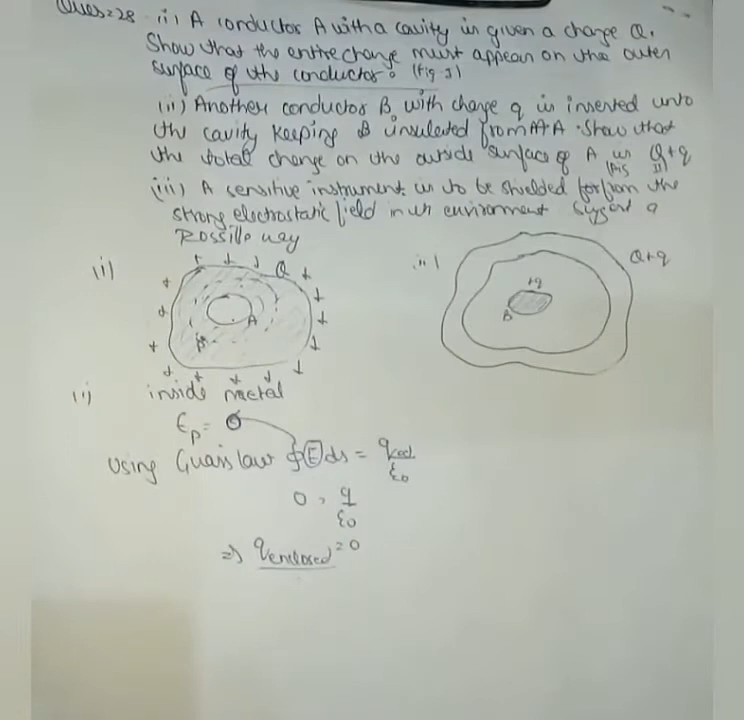 Ques=28 (i) A conductor A with a cavity is given a charge Q.
Show that the entire charge must appear on the outer
surface of the conductor. (Fig I)
(ii) Another conductor B with charge q is inserted into
the cavity keeping B insulated from A. Show that
the total charge on the outside surface of A is Q+q
(iii) A sensitive instrument is to be shielded from the
strong electrostatic field in its environment a
Possible way
(i) Q
A
P
ii) Q+q
+q
B
(i) inside metal
Ep = 0
Using Gauss law ∮Eds = q / ε0
0 = q / ε0
⇒ qenclosed = 0